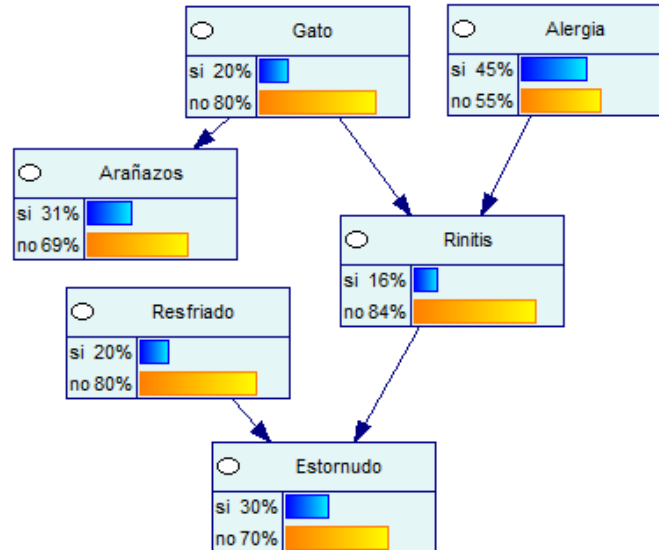 Gato
si 20%
no 80%
Alergia
si 45%
no 55%
Arañazos
si 31%
no 69%
Rinitis
si 16%
no 84%
Resfriado
si 20%
no 80%
Estornudo
si 30%
no 70%